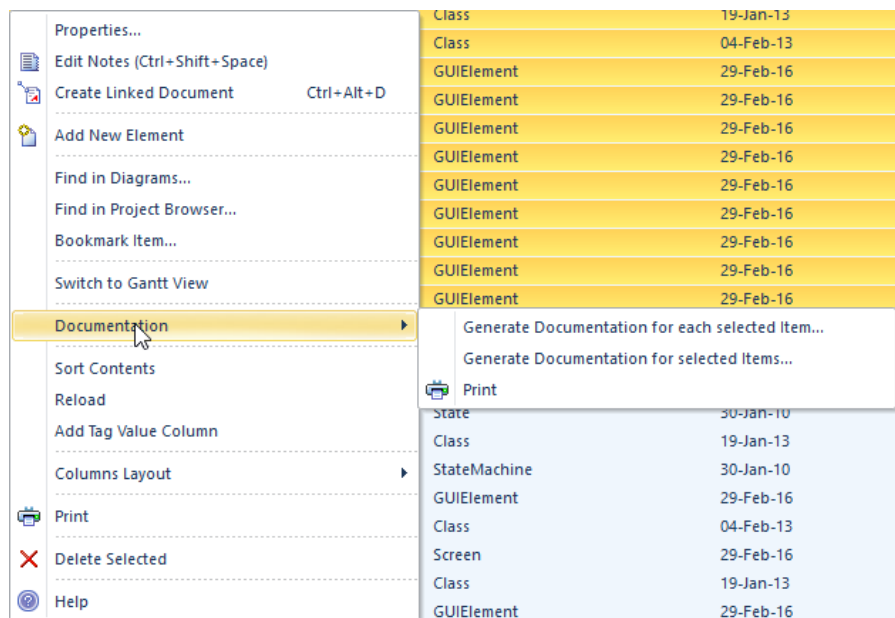 Properties...
Edit Notes (Ctrl+Shift+Space)
Create Linked Document Ctrl+Alt+D
Add New Element
Find in Diagrams...
Find in Project Browser...
Bookmark Item...
Switch to Gantt View
Documentation
Sort Contents
Reload
Add Tag Value Column
Columns Layout
Print
Delete Selected
Help
Class 19-Jan-13
Class 04-Feb-13
GUIElement 29-Feb-16
GUIElement 29-Feb-16
GUIElement 29-Feb-16
GUIElement 29-Feb-16
GUIElement 29-Feb-16
GUIElement 29-Feb-16
GUIElement 29-Feb-16
GUIElement 29-Feb-16
GUIElement 29-Feb-16
Generate Documentation for each selected Item...
Generate Documentation for selected Items...
Print
State 30-Jan-10
Class 19-Jan-13
StateMachine 30-Jan-10
GUIElement 29-Feb-16
Class 04-Feb-13
Screen 29-Feb-16
Class 19-Jan-13
GUIElement 29-Feb-16